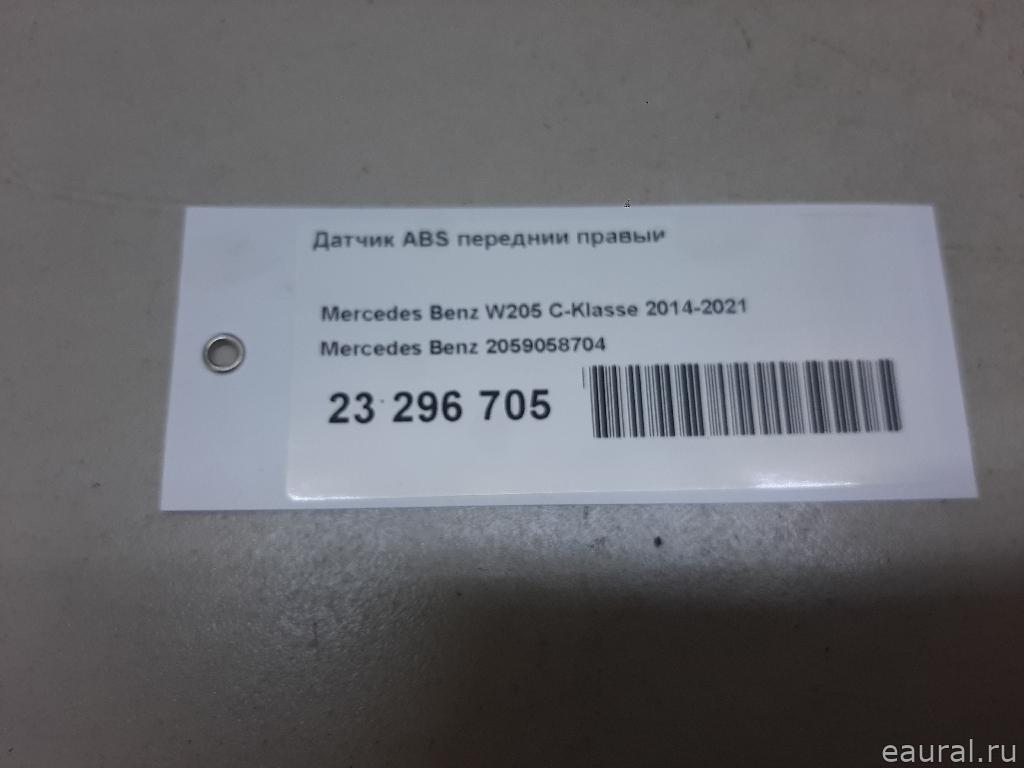 Датчик ABS передний правый
Mercedes Benz W205 C-Klasse 2014-2021
Mercedes Benz 2059058704
23 296 705
eaural.ru